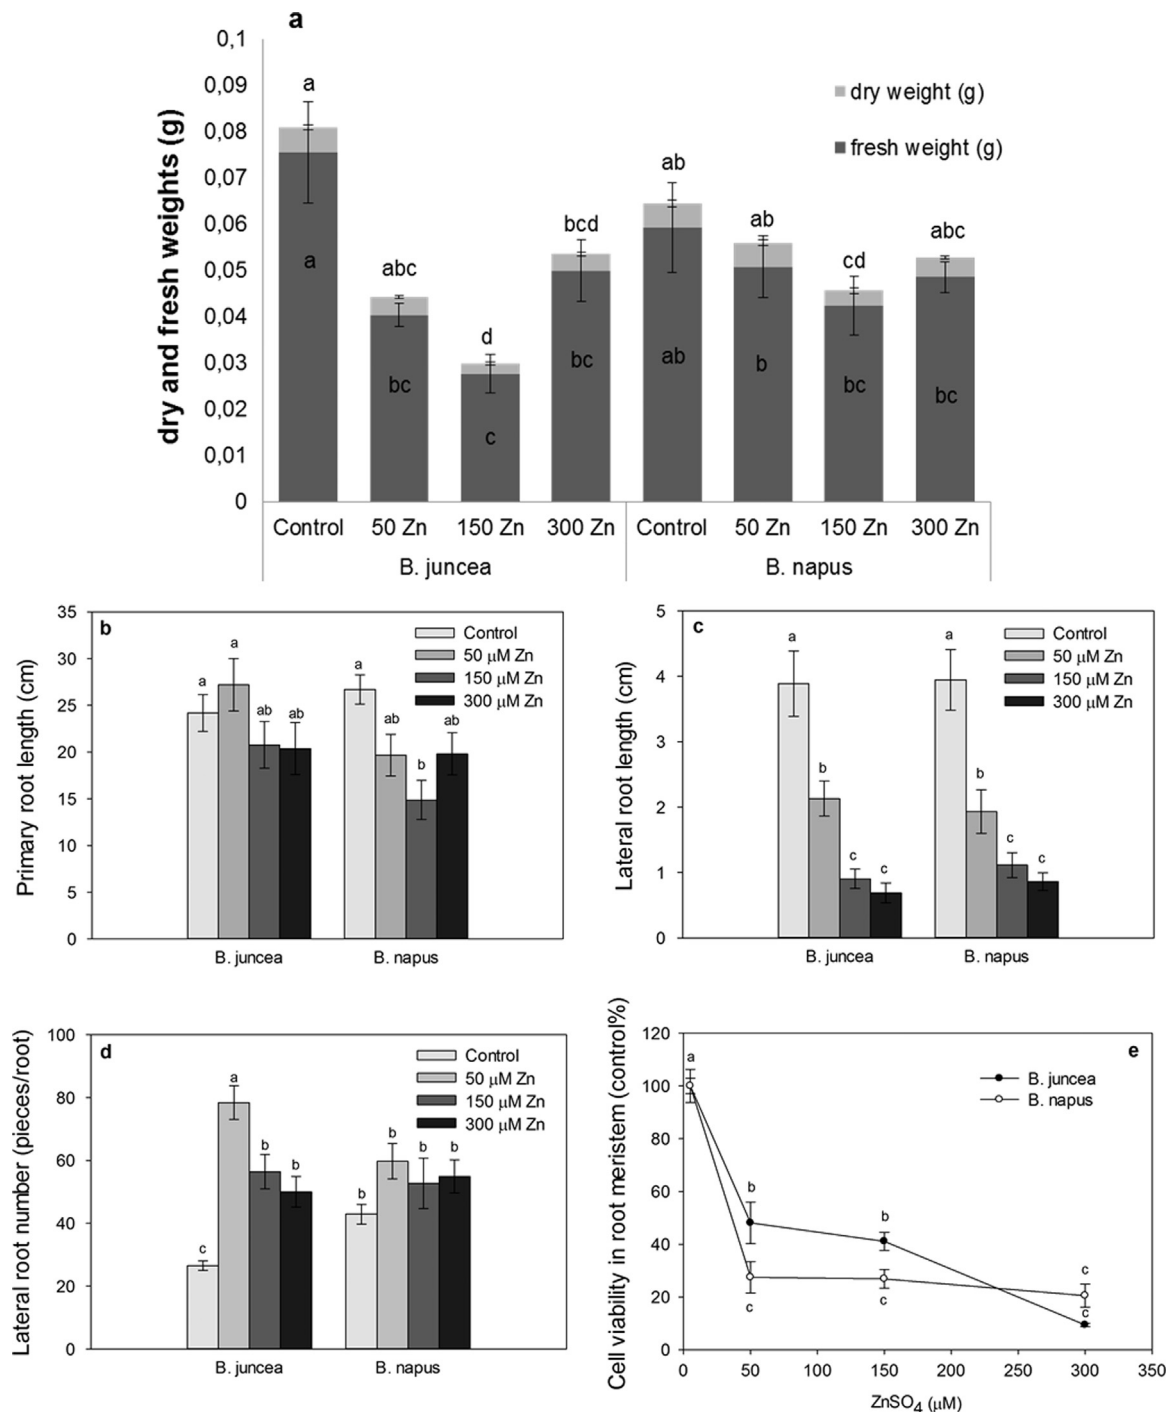 a
dry and fresh weights (g)
0,1
0,09
0,08
0,07
0,06
0,05
0,04
0,03
0,02
0,01
0
dry weight (g)
fresh weight (g)
a
abc
d
bcd
ab
ab
cd
abc
a
bc
c
bc
ab
b
bc
bc
Control 50 Zn 150 Zn 300 Zn Control 50 Zn 150 Zn 300 Zn
B. juncea B. napus
b
Primary root length (cm)
35
30
25
20
15
10
5
0
Control
50 μM Zn
150 μM Zn
300 μM Zn
a a ab ab a ab b ab
B. juncea B. napus
c
Lateral root length (cm)
5
4
3
2
1
0
Control
50 μM Zn
150 μM Zn
300 μM Zn
a b c c a b c c
B. juncea B. napus
d
Lateral root number (pieces/root)
100
80
60
40
20
0
Control
50 μM Zn
150 μM Zn
300 μM Zn
c a b b b b b b
B. juncea B. napus
e
Cell viability in root meristem (control%)
120
100
80
60
40
20
0
B. juncea
B. napus
a
b
b
c
c
c
c
0 50 100 150 200 250 300 350
ZnSO4 (μM)